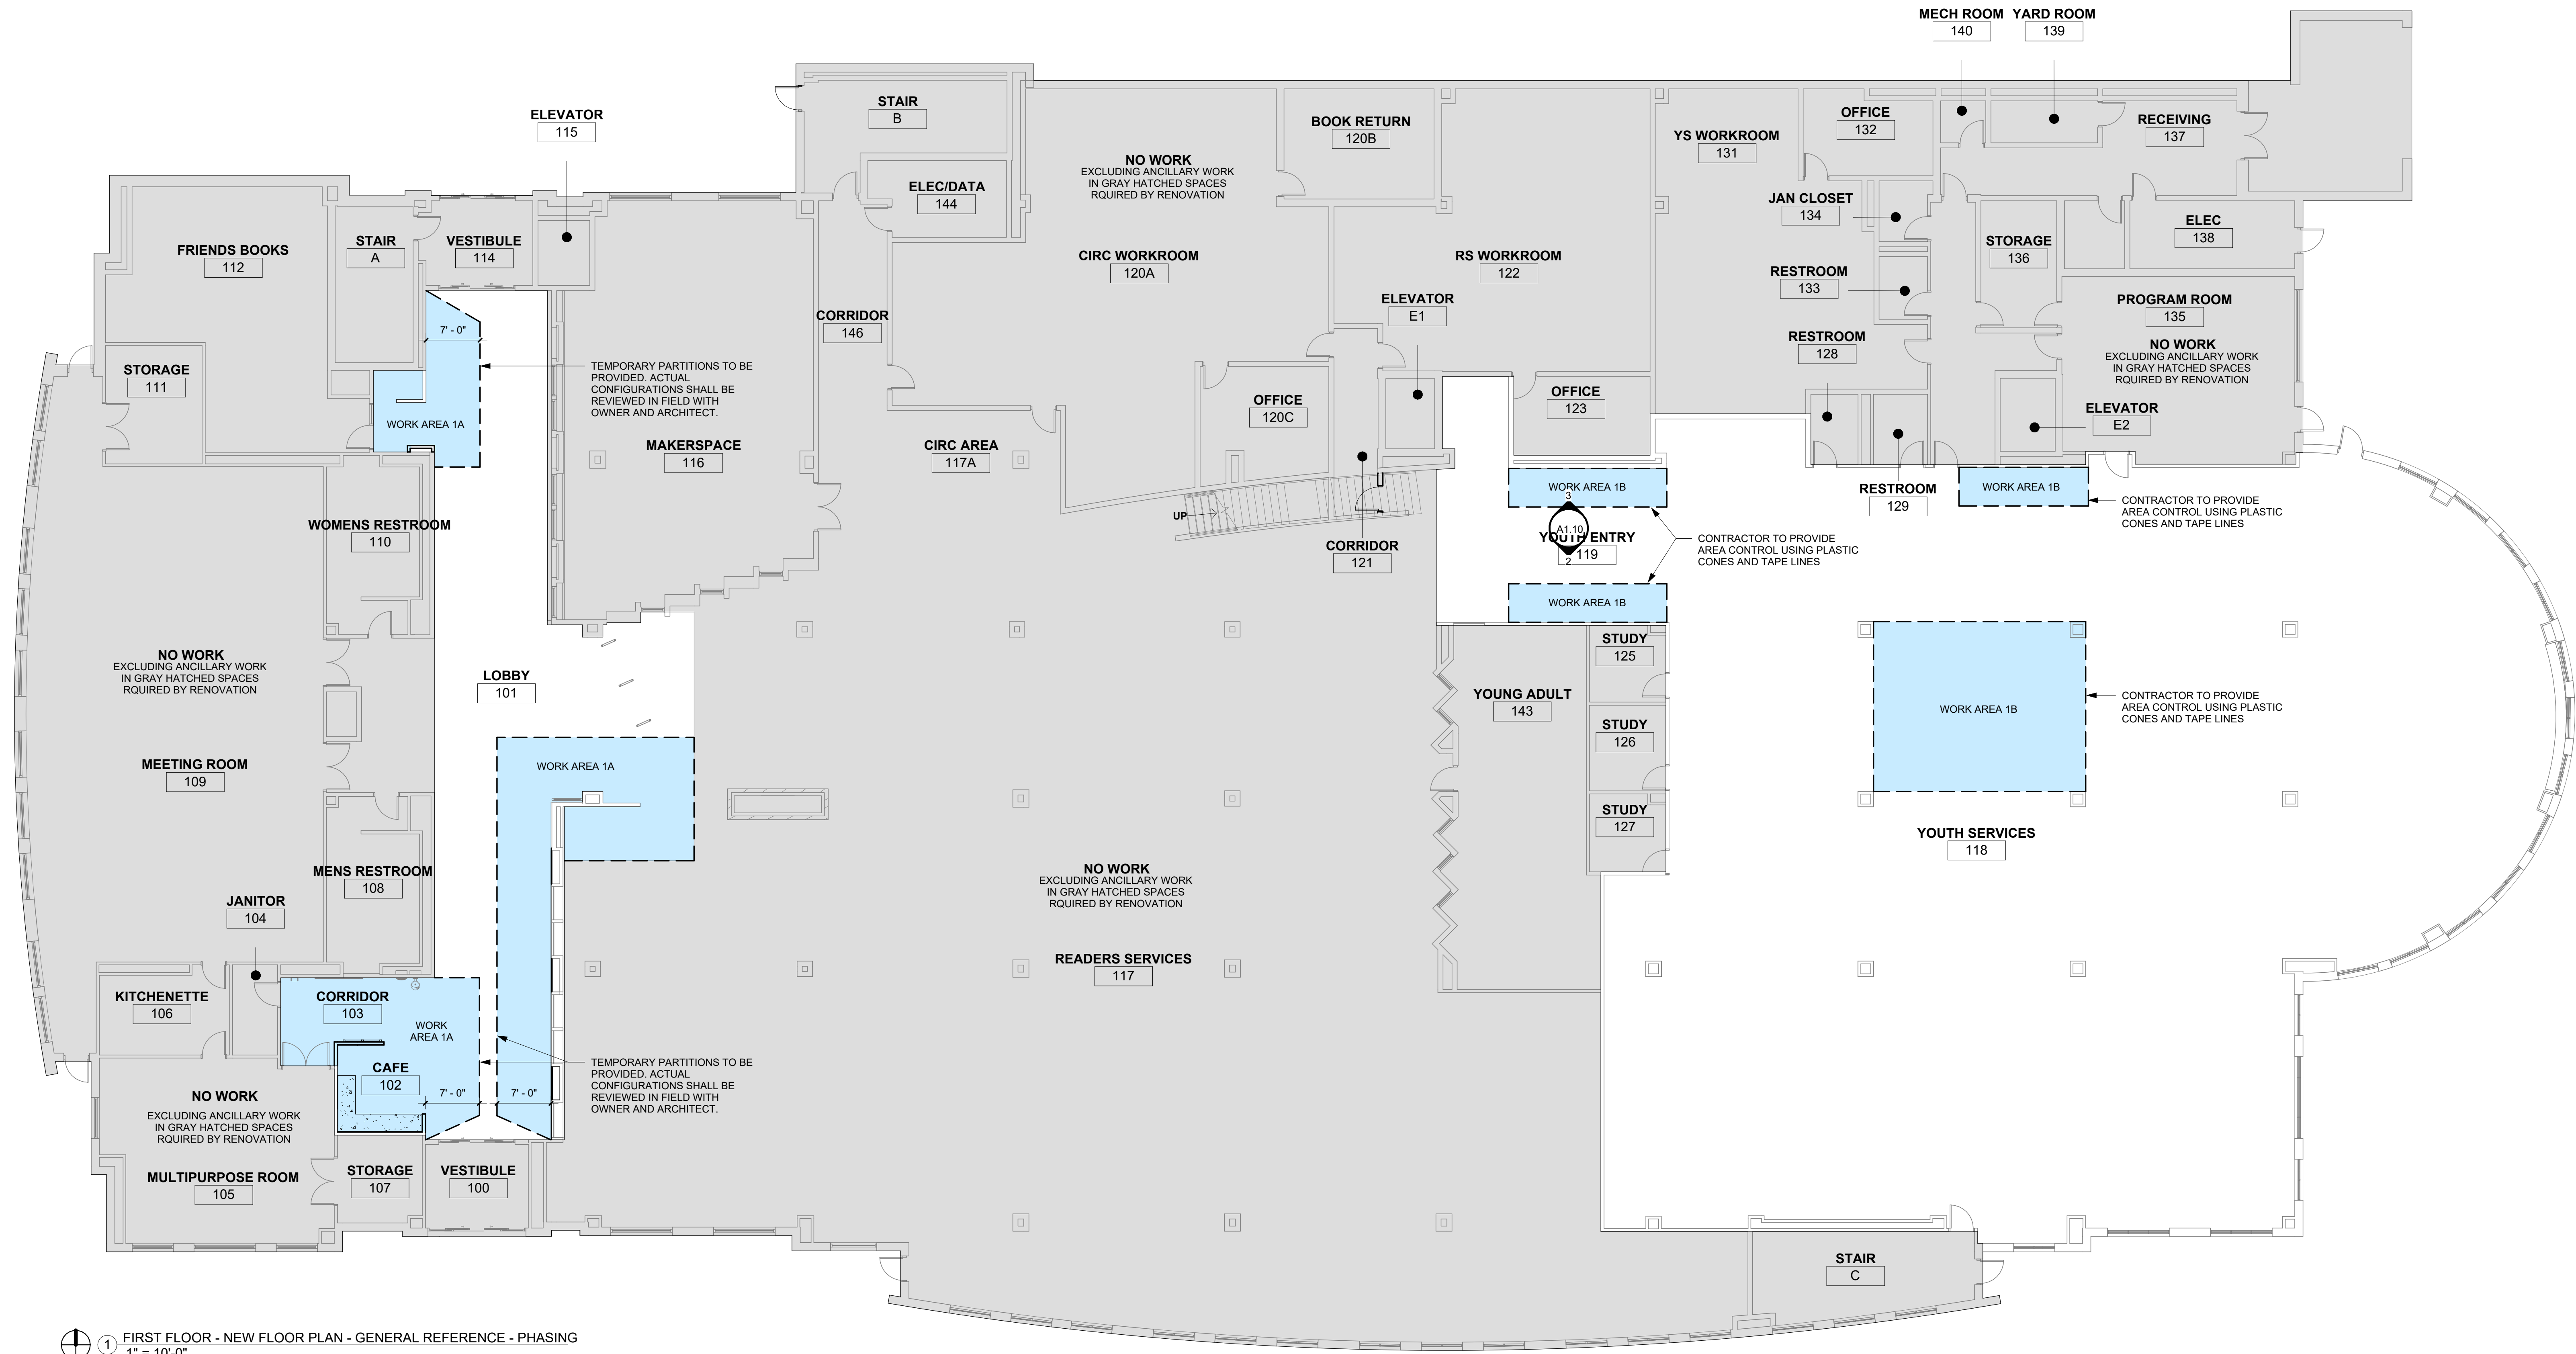 MECH ROOM
140
YARD ROOM
139
ELEVATOR
115
STAIR
B
ELEC/DATA
144
NO WORK
EXCLUDING ANCILLARY WORK
IN GRAY HATCHED SPACES
RQUIRED BY RENOVATION
BOOK RETURN
120B
YS WORKROOM
131
OFFICE
132
RECEIVING
137
JAN CLOSET
134
ELEC
138
STORAGE
136
FRIENDS BOOKS
112
STAIR
A
VESTIBULE
114
CIRC WORKROOM
120A
RS WORKROOM
122
RESTROOM
133
ELEVATOR
E1
PROGRAM ROOM
135
NO WORK
EXCLUDING ANCILLARY WORK
IN GRAY HATCHED SPACES
RQUIRED BY RENOVATION
CORRIDOR
146
RESTROOM
128
7' - 0"
TEMPORARY PARTITIONS TO BE
PROVIDED. ACTUAL
CONFIGURATIONS SHALL BE
REVIEWED IN FIELD WITH
OWNER AND ARCHITECT.
STORAGE
111
WORK AREA 1A
OFFICE
120C
OFFICE
123
ELEVATOR
E2
MAKERSPACE
116
CIRC AREA
117A
WORK AREA 1B
RESTROOM
129
WORK AREA 1B
CONTRACTOR TO PROVIDE
AREA CONTROL USING PLASTIC
CONES AND TAPE LINES
UP
WOMENS RESTROOM
110
CORRIDOR
121
3
A1.10
2
YOUTH ENTRY
119
CONTRACTOR TO PROVIDE
AREA CONTROL USING PLASTIC
CONES AND TAPE LINES
WORK AREA 1B
NO WORK
EXCLUDING ANCILLARY WORK
IN GRAY HATCHED SPACES
RQUIRED BY RENOVATION
LOBBY
101
STUDY
125
YOUNG ADULT
143
STUDY
126
WORK AREA 1B
CONTRACTOR TO PROVIDE
AREA CONTROL USING PLASTIC
CONES AND TAPE LINES
MEETING ROOM
109
WORK AREA 1A
STUDY
127
YOUTH SERVICES
118
MENS RESTROOM
108
NO WORK
EXCLUDING ANCILLARY WORK
IN GRAY HATCHED SPACES
RQUIRED BY RENOVATION
JANITOR
104
READERS SERVICES
117
KITCHENETTE
106
CORRIDOR
103
WORK
AREA 1A
CAFE
102
7' - 0"
7' - 0"
TEMPORARY PARTITIONS TO BE
PROVIDED. ACTUAL
CONFIGURATIONS SHALL BE
REVIEWED IN FIELD WITH
OWNER AND ARCHITECT.
NO WORK
EXCLUDING ANCILLARY WORK
IN GRAY HATCHED SPACES
RQUIRED BY RENOVATION
MULTIPURPOSE ROOM
105
STORAGE
107
VESTIBULE
100
STAIR
C
1
FIRST FLOOR - NEW FLOOR PLAN - GENERAL REFERENCE - PHASING
1" = 10'-0"